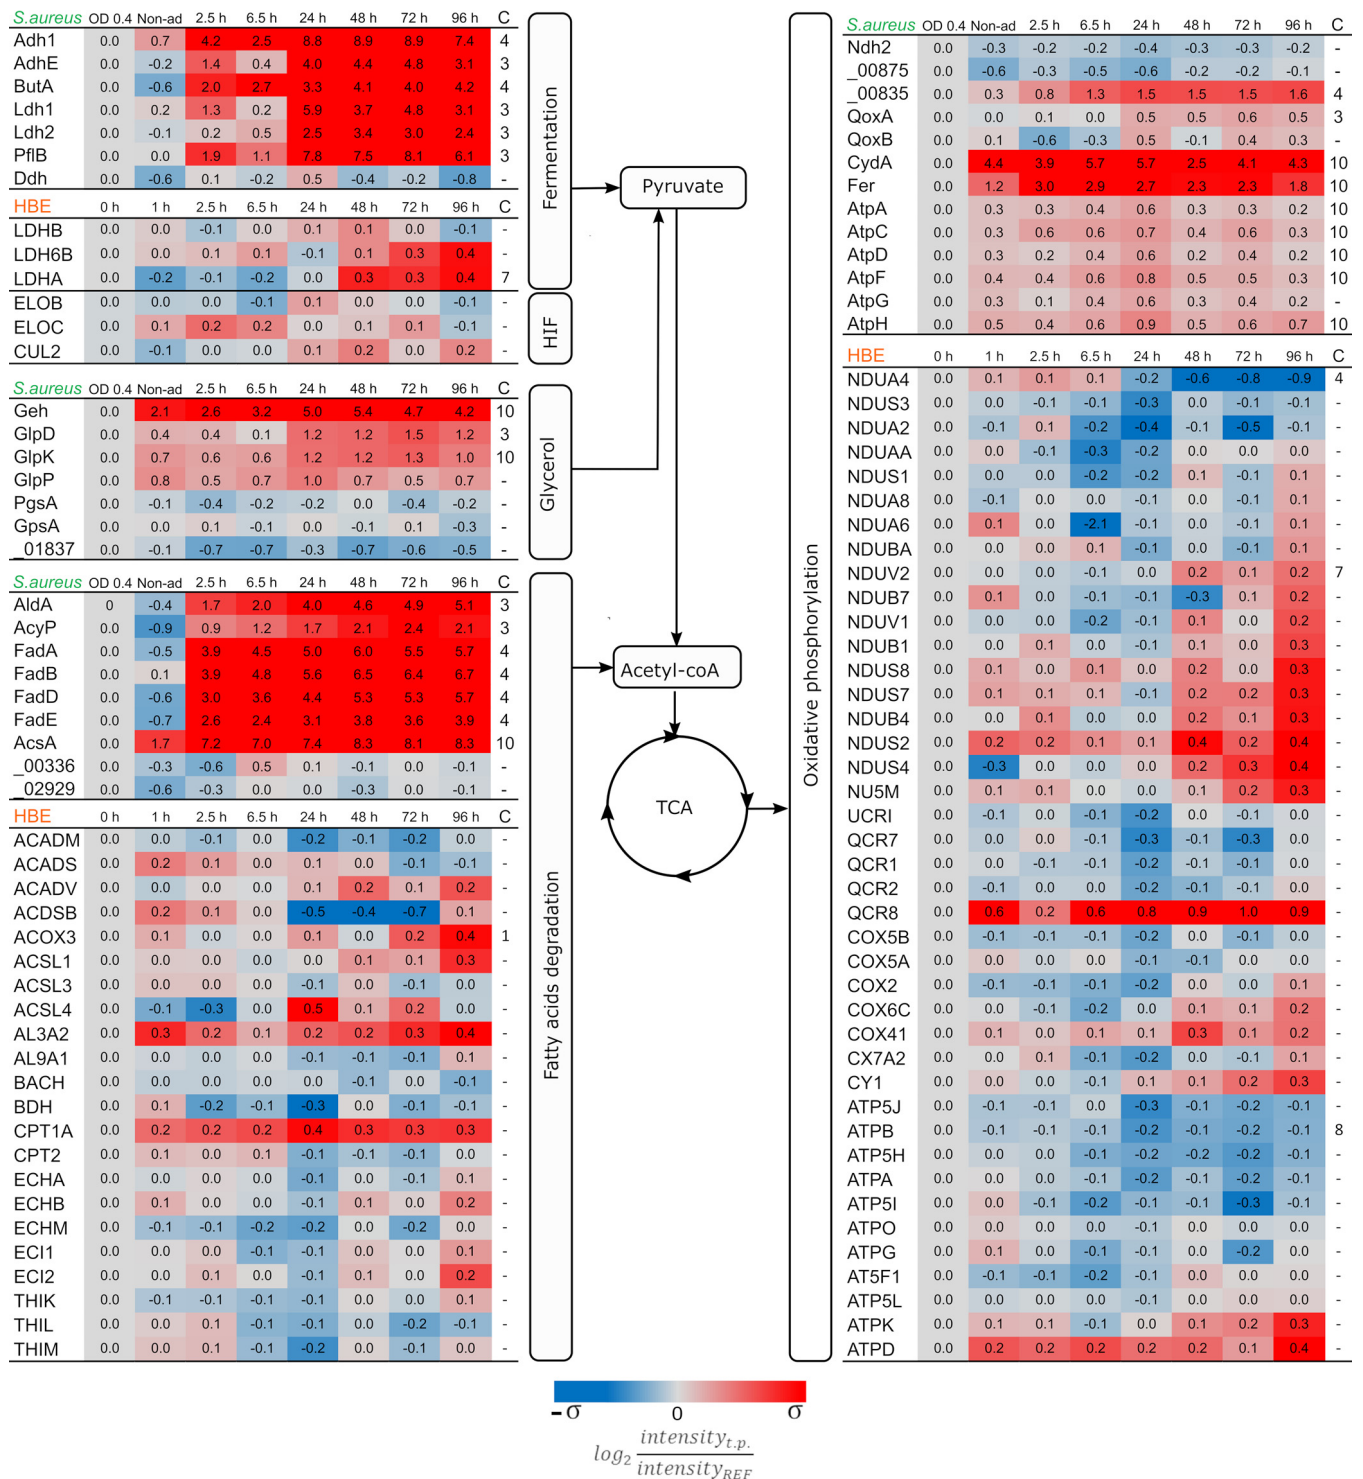 S.aureus OD 0.4 Non-ad 2.5 h 6.5 h 24 h 48 h 72 h 96 h C
Adh1 0.0 0.7 4.2 2.5 8.8 8.9 8.9 7.4 4
AdhE 0.0 -0.2 1.4 0.4 4.0 4.4 4.8 3.1 3
ButA 0.0 -0.6 2.0 2.7 3.3 4.1 4.0 4.2 4
Ldh1 0.0 0.2 1.3 0.2 5.9 3.7 4.8 3.1 3
Ldh2 0.0 -0.1 0.2 0.5 2.5 3.4 3.0 2.4 3
PflB 0.0 0.0 1.9 1.1 7.8 7.5 8.1 6.1 3
Ddh 0.0 -0.6 0.1 -0.2 0.5 -0.4 -0.2 -0.8 -
HBE 0 h 1 h 2.5 h 6.5 h 24 h 48 h 72 h 96 h C
LDHB 0.0 0.0 -0.1 0.0 0.1 0.1 0.0 -0.1 -
LDH6B 0.0 0.0 0.1 0.1 -0.1 0.1 0.3 0.4 -
LDHA 0.0 -0.2 -0.1 -0.2 0.0 0.3 0.3 0.4 7
ELOB 0.0 0.0 0.0 -0.1 0.1 0.0 0.0 -0.1 -
ELOC 0.0 0.1 0.2 0.2 0.0 0.1 0.1 -0.1 -
CUL2 0.0 -0.1 0.0 0.0 0.1 0.2 0.0 0.2 -
Fermentation
HIF
S.aureus OD 0.4 Non-ad 2.5 h 6.5 h 24 h 48 h 72 h 96 h C
Geh 0.0 2.1 2.6 3.2 5.0 5.4 4.7 4.2 10
GlpD 0.0 0.4 0.4 0.1 1.2 1.2 1.5 1.2 3
GlpK 0.0 0.7 0.6 0.6 1.2 1.2 1.3 1.0 10
GlpP 0.0 0.8 0.5 0.7 1.0 0.7 0.5 0.7 -
PgsA 0.0 -0.1 -0.4 -0.2 -0.2 0.0 -0.4 -0.2 -
GpsA 0.0 0.0 0.1 -0.1 0.0 -0.1 0.1 -0.3 -
_01837 0.0 -0.1 -0.7 -0.7 -0.3 -0.7 -0.6 -0.5 -
Glycerol
S.aureus OD 0.4 Non-ad 2.5 h 6.5 h 24 h 48 h 72 h 96 h C
AldA 0 -0.4 1.7 2.0 4.0 4.6 4.9 5.1 3
AcyP 0.0 -0.9 0.9 1.2 1.7 2.1 2.4 2.1 3
FadA 0.0 -0.5 3.9 4.5 5.0 6.0 5.5 5.7 4
FadB 0.0 0.1 3.9 4.8 5.6 6.5 6.4 6.7 4
FadD 0.0 -0.6 3.0 3.6 4.4 5.3 5.3 5.7 4
FadE 0.0 -0.7 2.6 2.4 3.1 3.8 3.6 3.9 4
AcsA 0.0 1.7 7.2 7.0 7.4 8.3 8.1 8.3 10
_00336 0.0 -0.3 -0.6 0.5 0.1 -0.1 0.0 -0.1 -
_02929 0.0 -0.6 -0.3 0.0 0.0 -0.1 0.0 -0.1 -
HBE 0 h 1 h 2.5 h 6.5 h 24 h 48 h 72 h 96 h C
ACADM 0.0 0.0 -0.1 0.0 -0.2 -0.1 -0.2 0.0 -
ACADS 0.0 0.2 0.1 0.0 0.1 0.0 -0.1 -0.1 -
ACADV 0.0 0.0 0.0 0.0 0.1 0.2 0.1 0.2 -
ACDSB 0.0 0.2 0.1 0.0 -0.5 -0.4 -0.7 0.1 -
ACOX3 0.0 0.1 0.0 0.0 0.1 0.0 0.2 0.4 1
ACSL1 0.0 0.0 0.0 0.0 0.0 0.1 0.1 0.3 -
ACSL3 0.0 0.0 0.0 0.0 -0.1 0.0 -0.1 0.0 -
ACSL4 0.0 -0.1 -0.3 0.0 0.5 0.1 0.2 0.0 -
AL3A2 0.0 0.3 0.2 0.1 0.2 0.2 0.3 0.4 -
AL9A1 0.0 0.0 0.0 0.0 -0.1 -0.1 -0.1 0.1 -
BACH 0.0 0.0 0.0 0.0 0.0 -0.1 0.0 -0.1 -
BDH 0.0 0.1 -0.2 -0.1 -0.3 0.0 -0.1 -0.1 -
CPT1A 0.0 0.2 0.2 0.2 0.4 0.3 0.3 0.3 -
CPT2 0.0 0.1 0.0 0.1 -0.1 -0.1 -0.1 0.0 -
ECHA 0.0 0.0 0.0 0.0 -0.1 0.0 -0.1 0.1 -
ECHB 0.0 0.1 0.0 0.0 -0.1 0.1 0.0 0.2 -
ECHM 0.0 -0.1 -0.1 -0.2 -0.2 0.0 -0.2 0.0 -
ECI1 0.0 0.0 0.0 -0.1 -0.1 0.0 0.0 0.1 -
ECI2 0.0 0.0 0.1 0.0 -0.1 0.1 0.0 0.2 -
THIK 0.0 -0.1 -0.1 -0.1 -0.1 0.0 0.0 0.1 -
THIL 0.0 0.0 0.1 -0.1 -0.1 0.0 -0.2 -0.1 -
THIM 0.0 0.0 0.1 -0.1 -0.2 0.0 -0.1 0.0 -
Fatty acids degradation
Pyruvate
Acetyl-coA
TCA
Oxidative phosphorylation
S.aureus OD 0.4 Non-ad 2.5 h 6.5 h 24 h 48 h 72 h 96 h C
Ndh2 0.0 -0.3 -0.2 -0.2 -0.4 -0.3 -0.3 -0.2 -
_00875 0.0 -0.6 -0.3 -0.5 -0.6 -0.2 -0.2 -0.1 -
_00835 0.0 0.3 0.8 1.3 1.5 1.5 1.5 1.6 4
QoxA 0.0 0.0 0.1 0.0 0.5 0.5 0.6 0.5 3
QoxB 0.0 0.1 -0.6 -0.3 0.5 -0.1 0.4 0.3 -
CydA 0.0 4.4 3.9 5.7 5.7 2.5 4.1 4.3 10
Fer 0.0 1.2 3.0 2.9 2.7 2.3 2.3 1.8 10
AtpA 0.0 0.3 0.3 0.4 0.6 0.3 0.3 0.2 10
AtpC 0.0 0.3 0.6 0.6 0.7 0.4 0.6 0.3 10
AtpD 0.0 0.3 0.2 0.4 0.6 0.4 0.4 0.2 10
AtpF 0.0 0.4 0.4 0.6 0.8 0.5 0.5 0.3 10
AtpG 0.0 0.3 0.1 0.4 0.6 0.3 0.4 0.2 -
AtpH 0.0 0.5 0.4 0.6 0.9 0.5 0.6 0.7 10
HBE 0 h 1 h 2.5 h 6.5 h 24 h 48 h 72 h 96 h C
NDUA4 0.0 0.1 0.1 0.1 -0.2 -0.6 -0.8 -0.9 4
NDUS3 0.0 0.0 -0.1 -0.1 -0.3 0.0 -0.1 -0.1 -
NDUA2 0.0 -0.1 0.1 -0.2 -0.4 -0.1 -0.5 -0.1 -
NDUAA 0.0 0.0 -0.1 -0.3 -0.2 0.0 0.0 0.0 -
NDUS1 0.0 0.0 0.0 -0.2 -0.2 0.1 -0.1 0.1 -
NDUA8 0.0 -0.1 0.0 0.0 -0.1 0.0 -0.1 0.1 -
NDUA6 0.0 0.1 0.0 -2.1 -0.1 0.0 -0.1 0.1 -
NDUBA 0.0 0.0 0.0 0.1 -0.1 0.0 -0.1 0.1 -
NDUV2 0.0 0.0 0.0 -0.1 0.0 0.2 0.1 0.2 7
NDUB7 0.0 0.1 0.0 0.0 0.0 -0.3 0.1 0.2 -
NDUV1 0.0 0.0 0.0 -0.2 -0.1 0.1 0.0 0.2 -
NDUB1 0.0 0.0 0.1 0.0 -0.1 0.1 0.0 0.3 -
NDUS8 0.0 0.1 0.0 0.1 0.0 0.2 0.0 0.3 -
NDUS7 0.0 0.1 0.1 0.1 -0.1 0.2 0.2 0.3 -
NDUB4 0.0 0.0 0.1 0.0 0.0 0.2 0.1 0.3 -
NDUS2 0.0 0.2 0.2 0.1 0.1 0.4 0.2 0.4 -
NDUS4 0.0 -0.3 0.0 0.0 0.0 0.2 0.3 0.4 -
NU5M 0.0 0.1 0.1 0.0 0.0 0.1 0.2 0.3 -
UCRI 0.0 -0.1 0.0 -0.1 -0.2 0.0 -0.1 0.0 -
QCR7 0.0 0.0 0.0 0.0 -0.3 -0.1 -0.3 0.0 -
QCR1 0.0 0.0 -0.1 -0.1 -0.2 -0.1 -0.1 0.0 -
QCR2 0.0 -0.1 0.0 0.0 -0.2 -0.1 -0.1 0.0 -
QCR8 0.0 0.6 0.2 0.6 0.8 0.9 1.0 0.9 -
COX5B 0.0 -0.1 -0.1 -0.1 -0.2 0.0 -0.1 0.0 -
COX5A 0.0 0.0 0.0 0.0 -0.1 -0.1 0.0 0.0 -
COX2 0.0 -0.1 -0.1 -0.1 -0.2 0.0 0.0 0.1 -
COX6C 0.0 0.0 -0.1 -0.2 0.0 0.1 0.1 0.2 -
COX41 0.0 0.1 0.0 0.1 0.1 0.3 0.1 0.2 -
CX7A2 0.0 0.0 0.1 -0.1 -0.2 0.0 -0.1 0.1 -
CY1 0.0 0.0 0.0 -0.1 0.1 0.1 0.2 0.3 -
ATP5J 0.0 -0.1 -0.1 0.0 -0.3 -0.1 -0.2 -0.1 -
ATPB 0.0 -0.1 -0.1 -0.1 -0.2 -0.1 -0.2 -0.1 8
ATP5H 0.0 0.0 0.0 -0.1 -0.2 -0.2 -0.2 -0.1 -
ATPA 0.0 0.0 0.0 -0.1 -0.2 -0.1 -0.2 -0.1 -
ATP5I 0.0 0.0 -0.1 -0.2 -0.1 -0.1 -0.3 -0.1 -
ATPO 0.0 0.0 0.0 0.0 -0.1 0.0 0.0 0.0 -
ATPG 0.0 0.1 0.0 -0.1 -0.1 0.0 -0.2 0.0 -
AT5F1 0.0 -0.1 -0.1 -0.2 -0.1 0.0 0.0 0.0 -
ATP5L 0.0 0.0 0.0 0.0 -0.1 0.0 0.0 0.0 -
ATPK 0.0 0.1 0.1 -0.1 0.0 0.1 0.2 0.3 -
ATPD 0.0 0.2 0.2 0.2 0.2 0.2 0.1 0.4 -
-σ 0 σ
log2 intensity t.p. / intensity REF